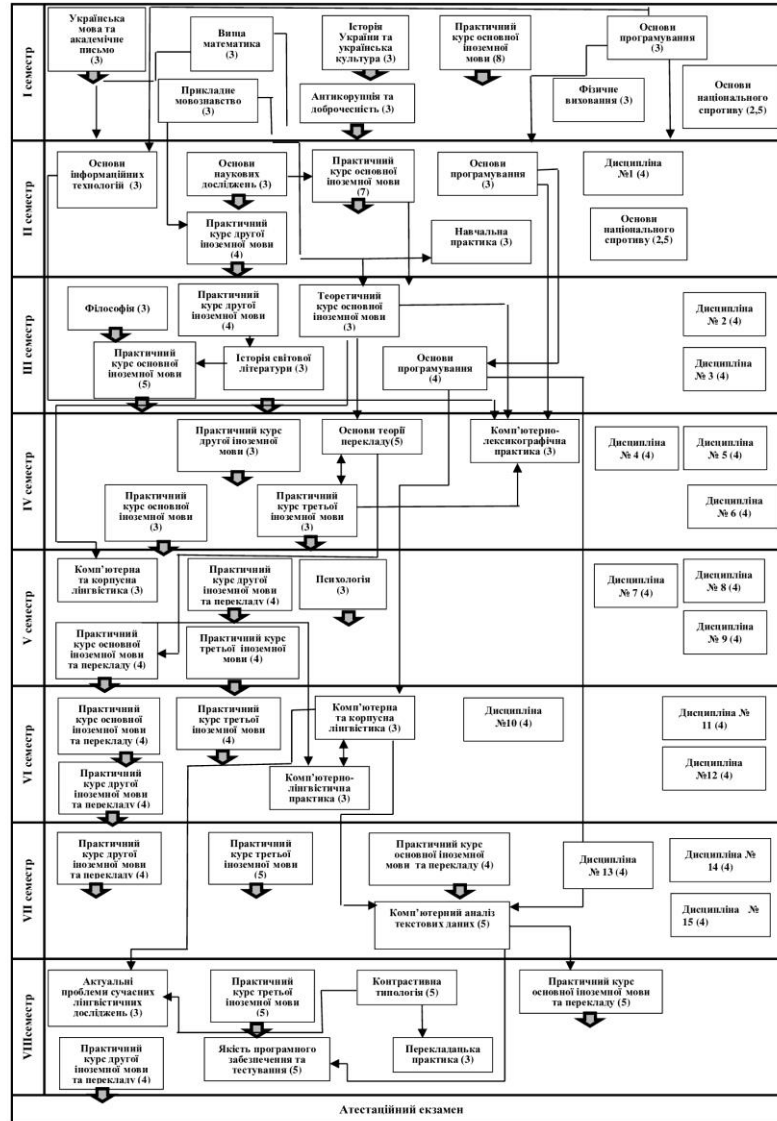 І семестр
Українська
мова та
академічне
письмо
(3)
Вища
математика
(3)
Історія
України та
українська
культура (3)
Практичний
курс основної
іноземної
мови (8)
Основи
програмування
(3)
Прикладне
мовознавство
(3)
Антикорупція та
доброчесність (3)
Фізичне
виховання (3)
Основи
національного
спротиву (2,5)
ІІ семестр
Основи
інформаційних
технологій (3)
Основи
наукових
досліджень (3)
Практичний
курс основної
іноземної мови
(7)
Основи
програмування
(3)
Дисципліна
№1 (4)
Практичний
курс другої
іноземної мови
(4)
Навчальна
практика (3)
Основи
національного
спротиву (2,5)
ІІІ семестр
Філософія (3)
Практичний
курс другої
іноземної мови
(4)
Теоретичний
курс основної
іноземної мови
(3)
Дисципліна
№ 2 (4)
Практичний
курс основної
іноземної мови
(5)
Історія світової
літератури (3)
Основи
програмування
(4)
Дисципліна
№ 3 (4)
IV семестр
Практичний курс
другої іноземної
мови (3)
Основи теорії
перекладу(5)
Комп’ютерно-
лексикографічна
практика (3)
Дисципліна
№ 4 (4)
Дисципліна
№ 5 (4)
Практичний курс
основної іноземної
мови (3)
Практичний
курс третьої
іноземної мови
(3)
Дисципліна
№ 6 (4)
V семестр
Комп’ютерна
та корпусна
лінгвістика (3)
Практичний
курс другої
іноземної мови
та перекладу (4)
Психологія
(3)
Дисципліна
№ 7 (4)
Дисципліна
№ 8 (4)
Практичний
курс основної
іноземної мови
та перекладу (4)
Практичний курс
третьої іноземної
мови (4)
Дисципліна
№ 9 (4)
VI семестр
Практичний
курс основної
іноземної мови
та перекладу (4)
Практичний
курс третьої
іноземної мови
(4)
Комп’ютерна
та корпусна
лінгвістика (3)
Дисципліна
№10 (4)
Дисципліна №
11 (4)
Практичний
курс другої
іноземної мови
та перекладу (4)
Комп’ютерно-
лінгвістична
практика (3)
Дисципліна
№12 (4)
VII семестр
Практичний
курс другої
іноземної мови
та перекладу (4)
Практичний
курс третьої
іноземної мови
(5)
Практичний курс
основної іноземної
мови та перекладу (4)
Дисципліна
№ 13 (4)
Дисципліна №
14 (4)
Комп’ютерний аналіз
текстових даних (5)
Дисципліна №
15 (4)
VIIIсеместр
Актуальні
проблеми сучасних
лінгвістичних
досліджень (3)
Практичний
курс третьої
іноземної мови
(5)
Контрастивна
типологія (5)
Практичний курс
основної іноземної мови
та перекладу (5)
Практичний
курс другої
іноземної мови
та перекладу (4)
Якість програмного
забезпечення та
тестування (5)
Перекладацька
практика (3)
Атестаційний екзамен